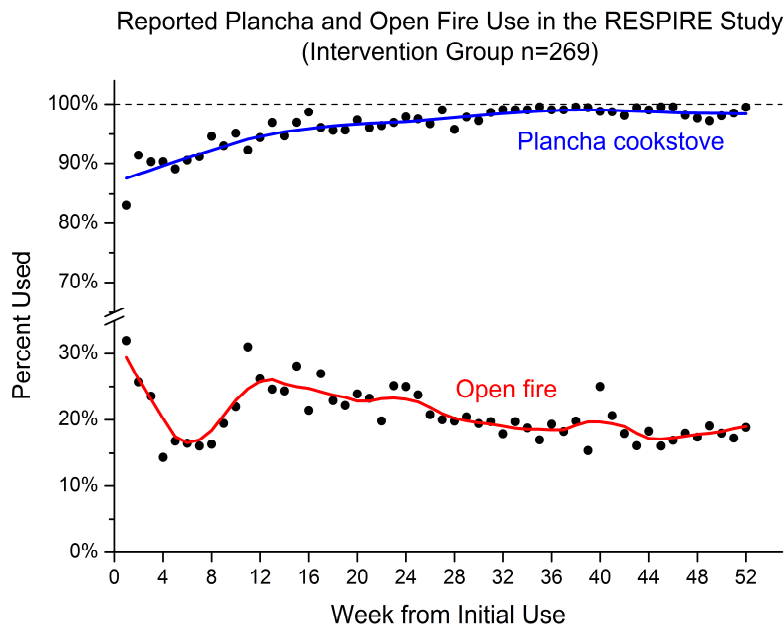 Reported Plancha and Open Fire Use in the RESPIRE Study
(Intervention Group n=269)
100%
90%
80%
70%
30%
20%
10%
0%
Percent Used
Plancha cookstove
Open fire
0 4 8 12 16 20 24 28 32 36 40 44 48 52
Week from Initial Use